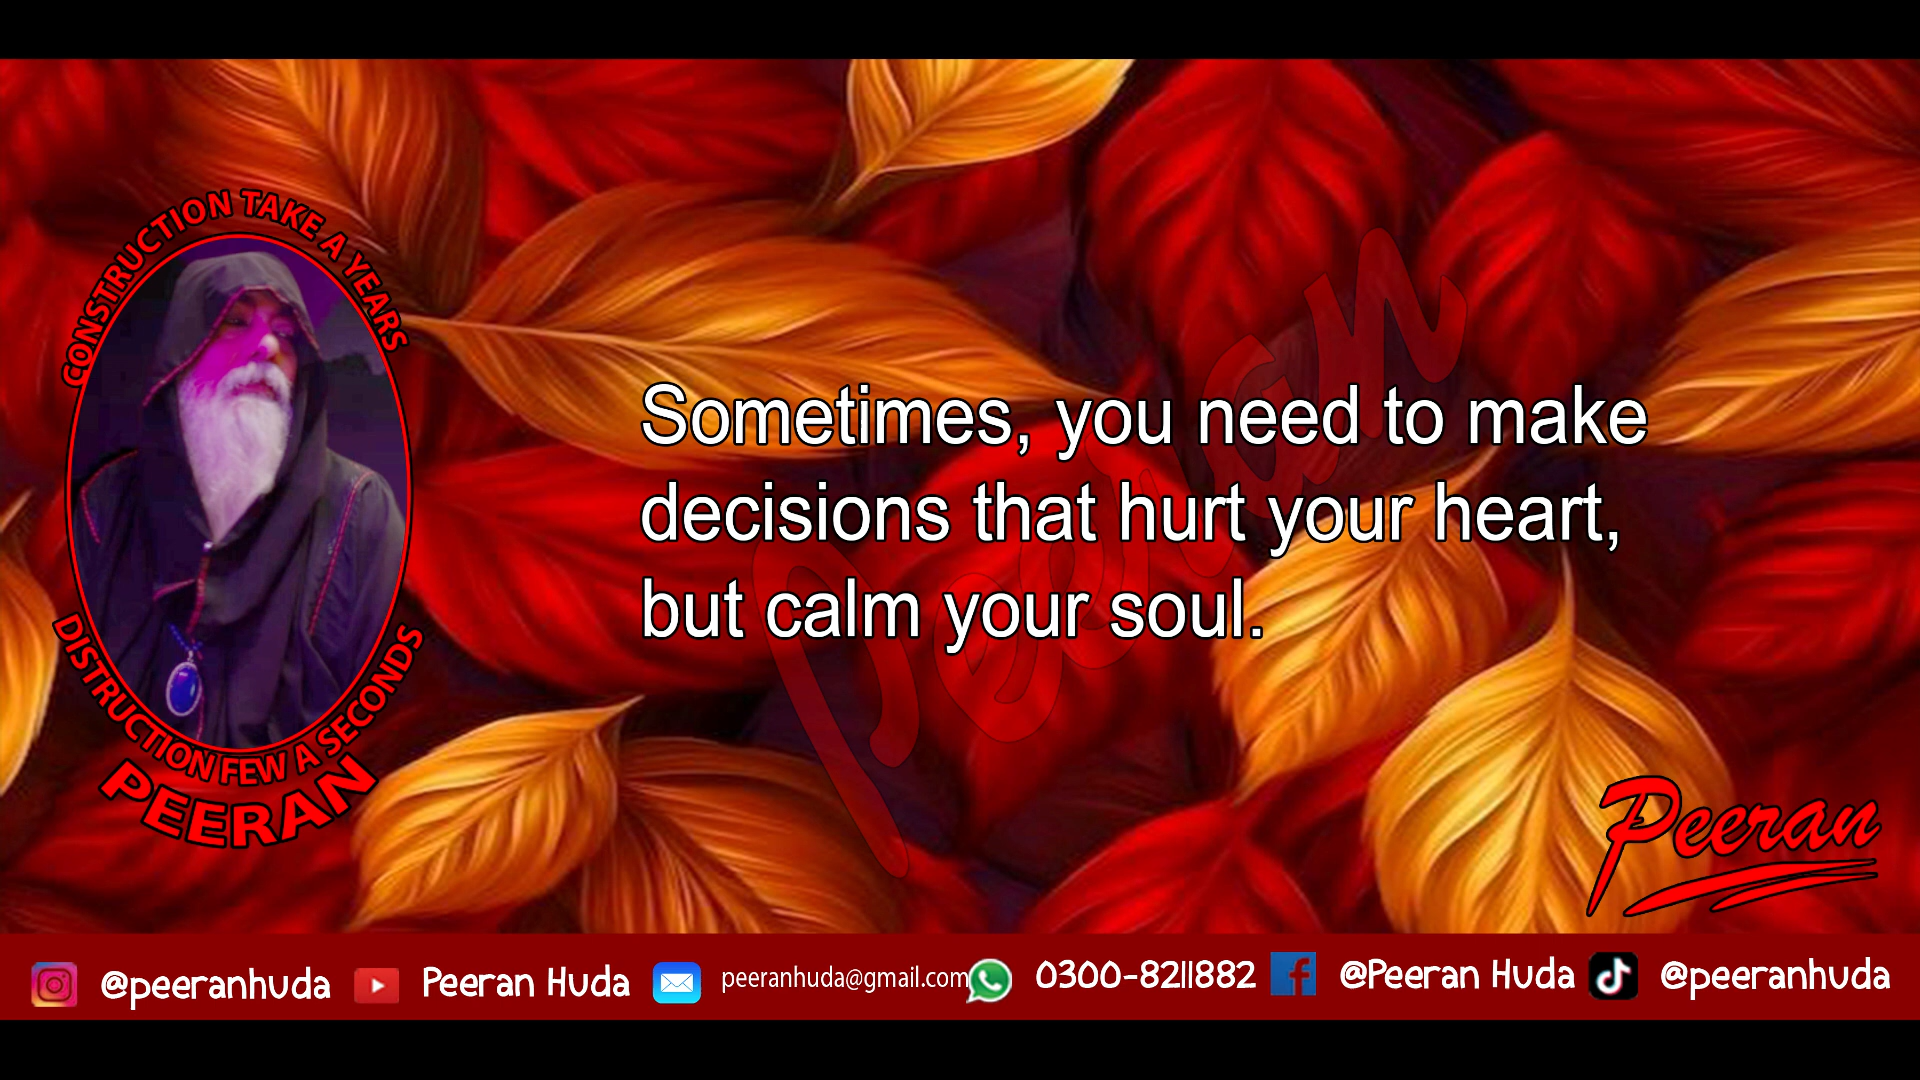 CONSTRUCTION TAKE A YEARS
DISTRUCTION FEW A SECONDS
PEERAN
Sometimes, you need to make
decisions that hurt your heart,
but calm your soul.
Peeran
Peeran
@peeranhuda
Peeran Huda
peeranhuda@gmail.com
0300-8211882
@Peeran Huda
@peeranhuda